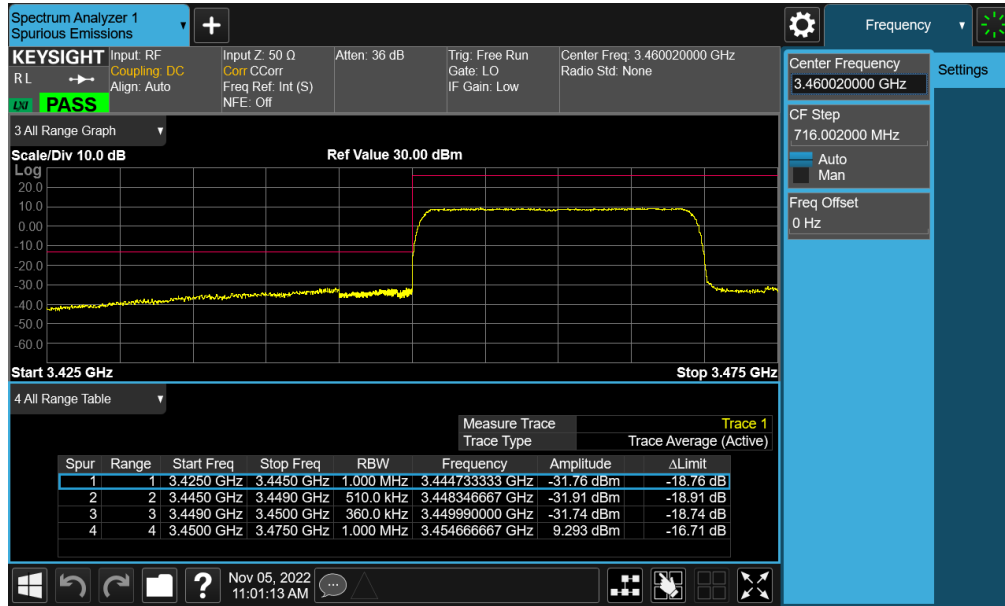 Spectrum Analyzer 1
Spurious Emissions
Frequency
KEYSIGHT
R L
LXI
PASS
Input: RF
Coupling: DC
Align: Auto
Input Z: 50 Ω
Corr CCorr
Freq Ref: Int (S)
NFE: Off
Atten: 36 dB
Trig: Free Run
Gate: LO
IF Gain: Low
Center Freq: 3.460020000 GHz
Radio Std: None
Center Frequency
3.460020000 GHz
Settings
CF Step
716.002000 MHz
Auto
Man
Freq Offset
0 Hz
3 All Range Graph
Scale/Div 10.0 dB
Ref Value 30.00 dBm
Log
20.0
10.0
0.00
-10.0
-20.0
-30.0
-40.0
-50.0
-60.0
Start 3.425 GHz
Stop 3.475 GHz
4 All Range Table
Measure Trace Trace 1
Trace Type Trace Average (Active)
Spur Range Start Freq Stop Freq RBW Frequency Amplitude ΔLimit
1 1 3.4250 GHz 3.4450 GHz 1.000 MHz 3.444733333 GHz -31.76 dBm -18.76 dB
2 2 3.4450 GHz 3.4490 GHz 510.0 kHz 3.448346667 GHz -31.91 dBm -18.91 dB
3 3 3.4490 GHz 3.4500 GHz 360.0 kHz 3.449990000 GHz -31.74 dBm -18.74 dB
4 4 3.4500 GHz 3.4750 GHz 1.000 MHz 3.454666667 GHz 9.293 dBm -16.71 dB
?
Nov 05, 2022
11:01:13 AM